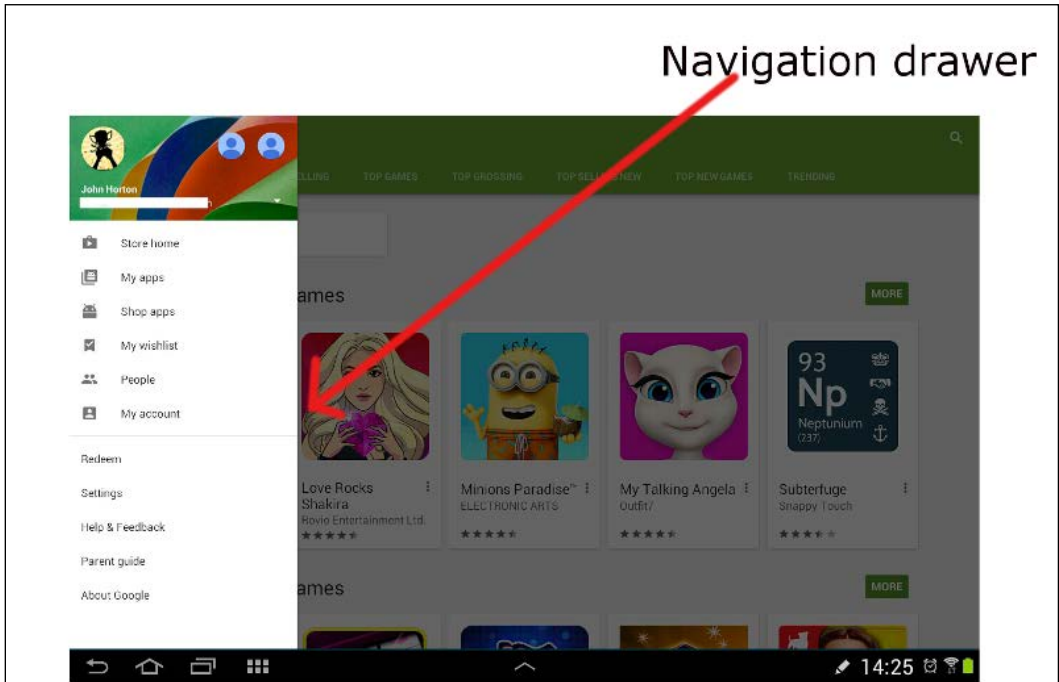 Navigation drawer
John Horton
TOP GAMES
TOP GROSSING
TOP NEW GAMES
TRENDING
Store home
My apps
Shop apps
My wishlist
People
My account
Redeem
Settings
Help & Feedback
Parent guide
About Google
ames
MORE
93
Np
Neptunium
(237)
Love Rocks
Shakira
Rovio Entertainment Ltd.
Minions Paradise™
ELECTRONIC ARTS
My Talking Angela
Outfit7
Subterfuge
Snappy Touch
ames
MORE
14:25